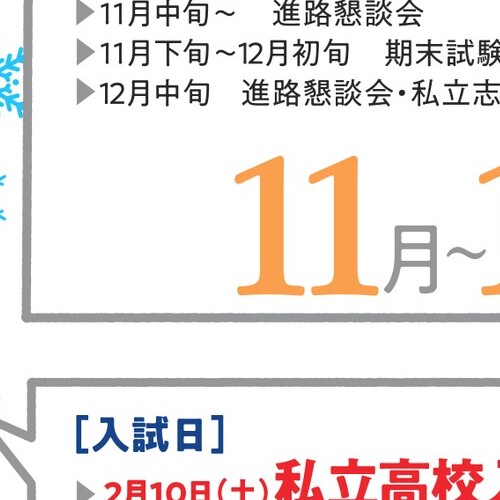 ▶11月中旬～　進路懇談会
▶11月下旬～12月初旬　期末試験
▶12月中旬　進路懇談会・私立志
11月～1
[入試日]
▶2月10日(土)私立高校入